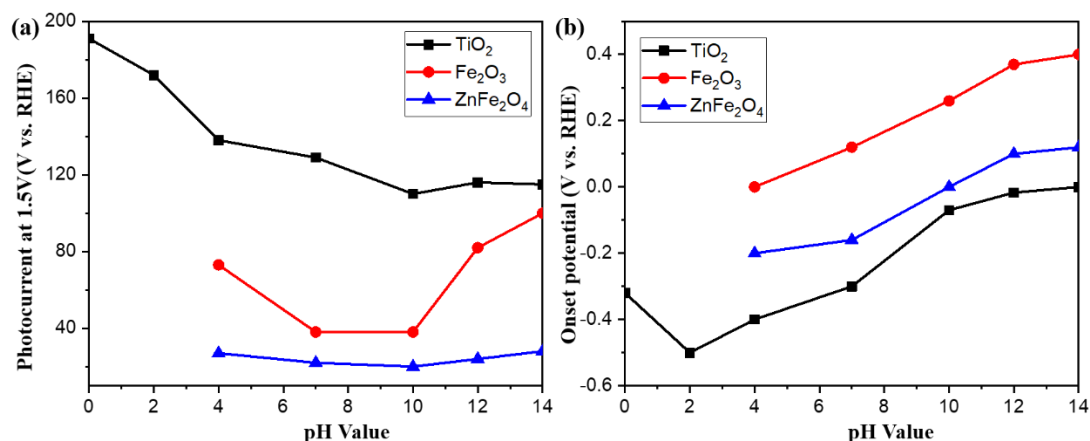 (a)
Photocurrent at 1.5V(V vs. RHE)
200
160
120
80
40
TiO₂
Fe₂O₃
ZnFe₂O₄
0 2 4 6 8 10 12 14
pH Value
(b)
Onset potential (V vs. RHE)
0.4
0.2
0.0
-0.2
-0.4
-0.6
TiO₂
Fe₂O₃
ZnFe₂O₄
0 2 4 6 8 10 12 14
pH Value